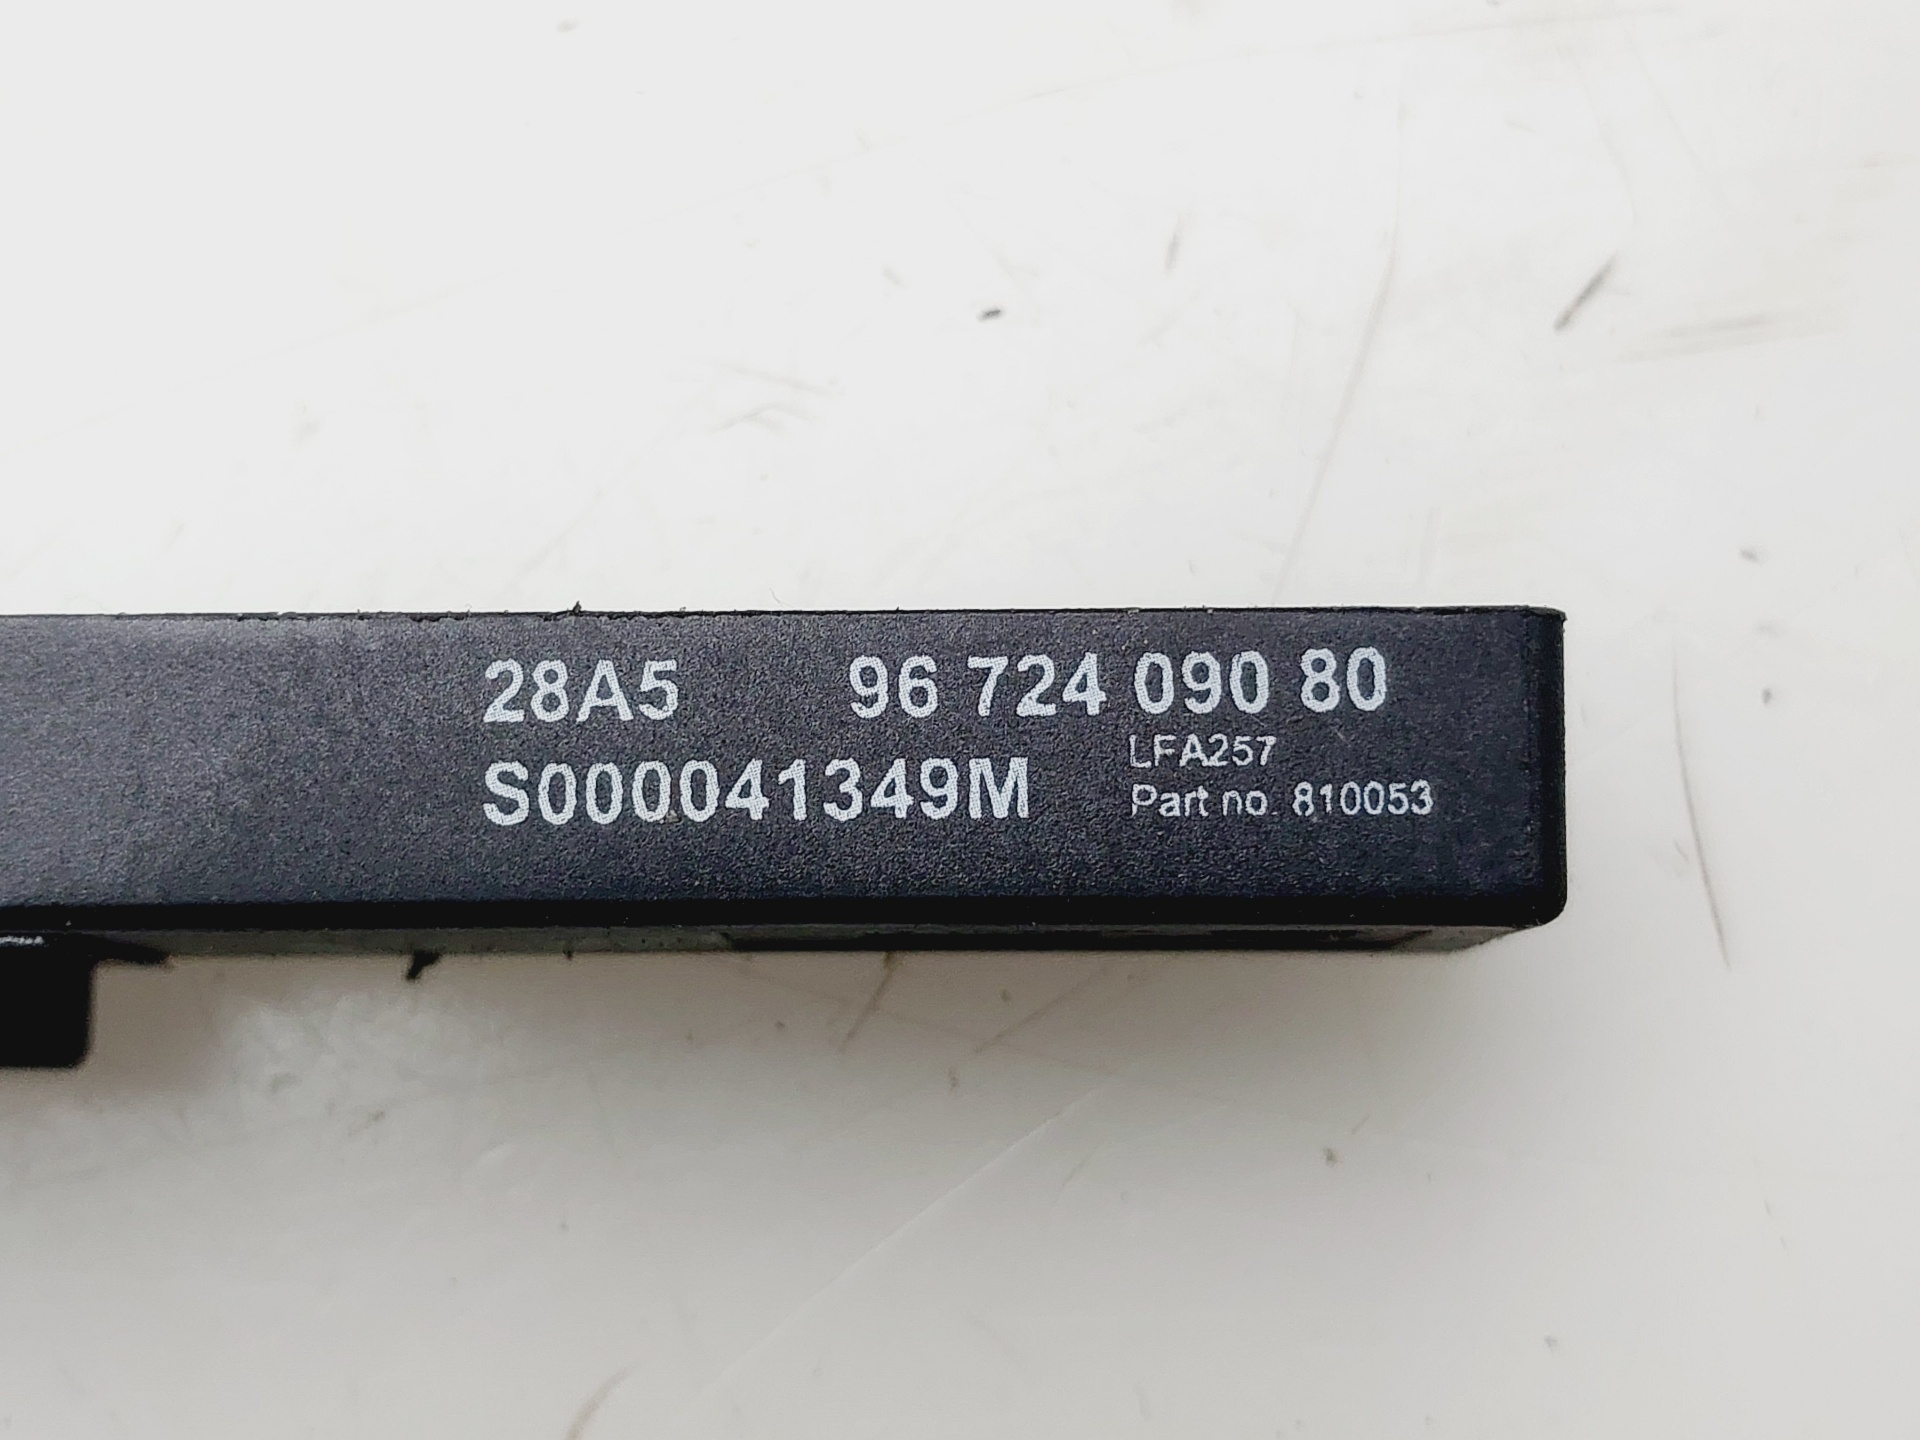 28A5 96 724 090 80
LFA257
S000041349M
Part no. 810053